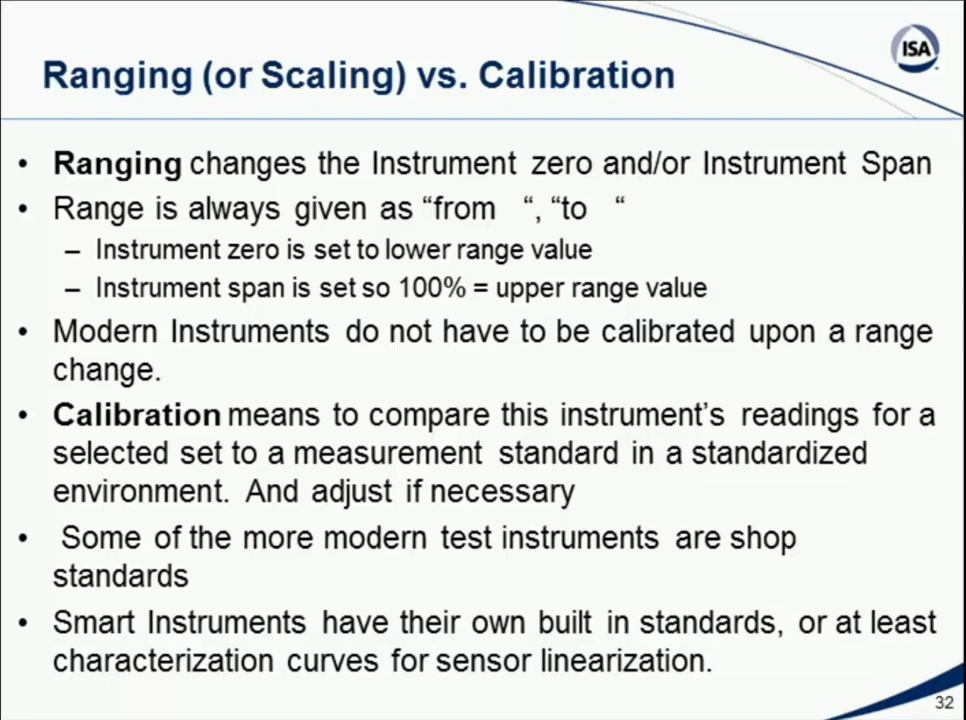 ISA
Ranging (or Scaling) vs. Calibration
• Ranging changes the Instrument zero and/or Instrument Span
• Range is always given as “from “, “to “
– Instrument zero is set to lower range value
– Instrument span is set so 100% = upper range value
• Modern Instruments do not have to be calibrated upon a range
change.
• Calibration means to compare this instrument’s readings for a
selected set to a measurement standard in a standardized
environment. And adjust if necessary
• Some of the more modern test instruments are shop
standards
• Smart Instruments have their own built in standards, or at least
characterization curves for sensor linearization.
32